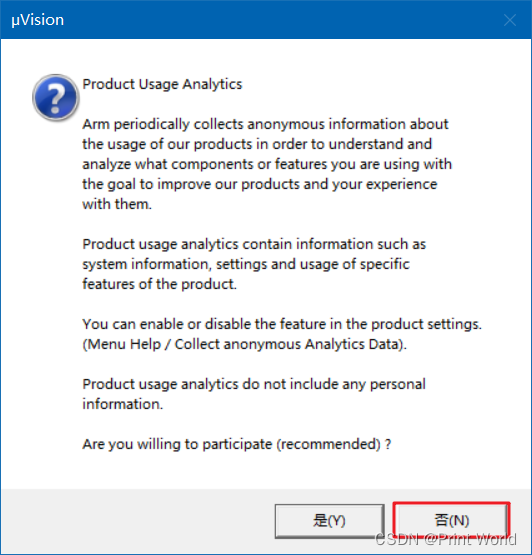 µVision
Product Usage Analytics
Arm periodically collects anonymous information about
the usage of our products in order to understand and
analyze what components or features you are using with
the goal to improve our products and your experience
with them.
Product usage analytics contain information such as
system information, settings and usage of specific
features of the product.
You can enable or disable the feature in the product settings.
(Menu Help / Collect anonymous Analytics Data).
Product usage analytics do not include any personal
information.
Are you willing to participate (recommended) ?
是(Y) 否(N)
CSDN @Print World